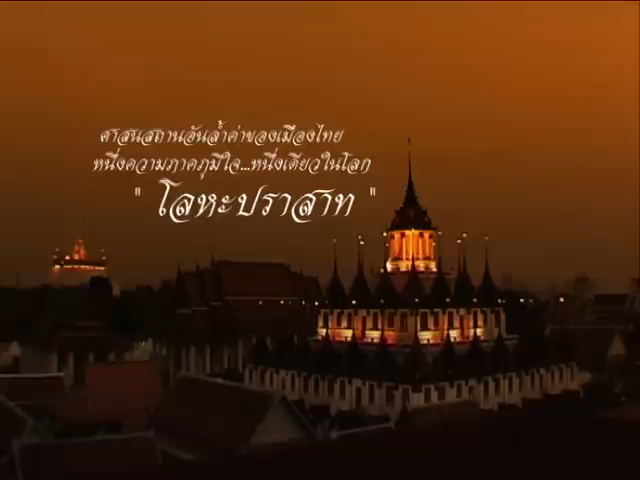 ศาสนสถานอันล้ำค่าของเมืองไทย
หนึ่งความภาคภูมิใจ...หนึ่งเดียวในโลก
" โลหะปราสาท "